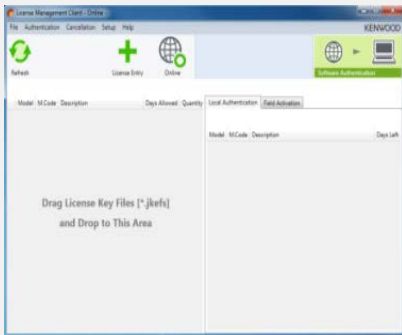 License Management Client - Online -
File Authentication Cancellation Setup Help
KENWOOD
Refresh
License Entry
Online
Software Authentication
Model M.Code Description Days Allowed Quantity
Local Authentication Field Activation
Model M.Code Description Days Left
Drag License Key Files [*.jkefs]
and Drop to This Area